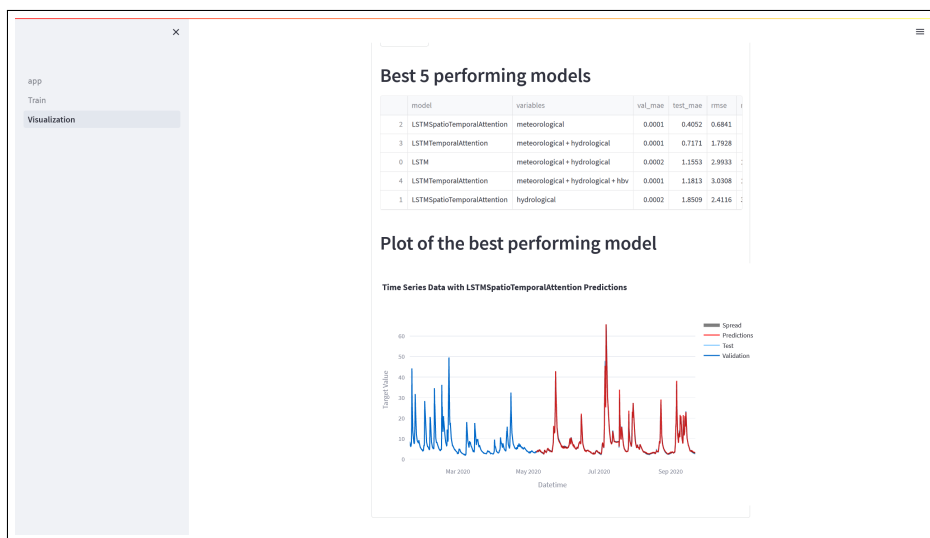 app
Train
Visualization
Best 5 performing models
model variables val_mae test_mae rmse
2 LSTMSpatioTemporalAttention meteorological 0.0001 0.4052 0.6841
3 LSTMTemporalAttention meteorological + hydrological 0.0001 0.7171 1.7928
0 LSTM meteorological + hydrological 0.0002 1.1553 2.9933
4 LSTMTemporalAttention meteorological + hydrological + hbv 0.0001 1.1813 3.0308
1 LSTMSpatioTemporalAttention hydrological 0.0002 1.8509 2.4116
Plot of the best performing model
Time Series Data with LSTMSpatioTemporalAttention Predictions
Spread
Predictions
Test
Validation
60
50
40
30
20
10
0
Target Value
Mar 2020 May 2020 Jul 2020 Sep 2020
Datetime